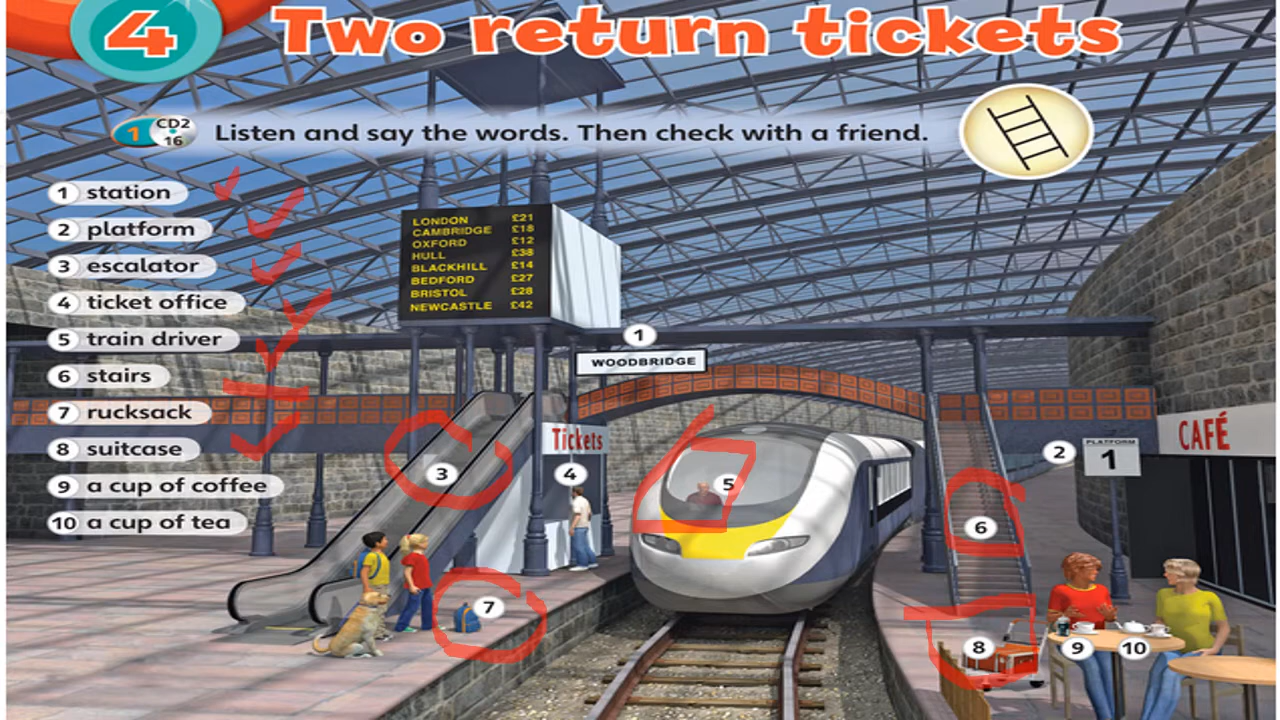 4 Two return tickets
1 CD2 16 Listen and say the words. Then check with a friend.
1 station
2 platform
3 escalator
4 ticket office
5 train driver
6 stairs
7 rucksack
8 suitcase
9 a cup of coffee
10 a cup of tea
LONDON £21
CAMBRIDGE £18
OXFORD £12
HULL £38
BLACKHILL £14
BEDFORD £27
BRISTOL £28
NEWCASTLE £42
1
WOODBRIDGE
Tickets
CAFÉ
PLATFORM
1
2
3
4
5
6
7
8
9
10